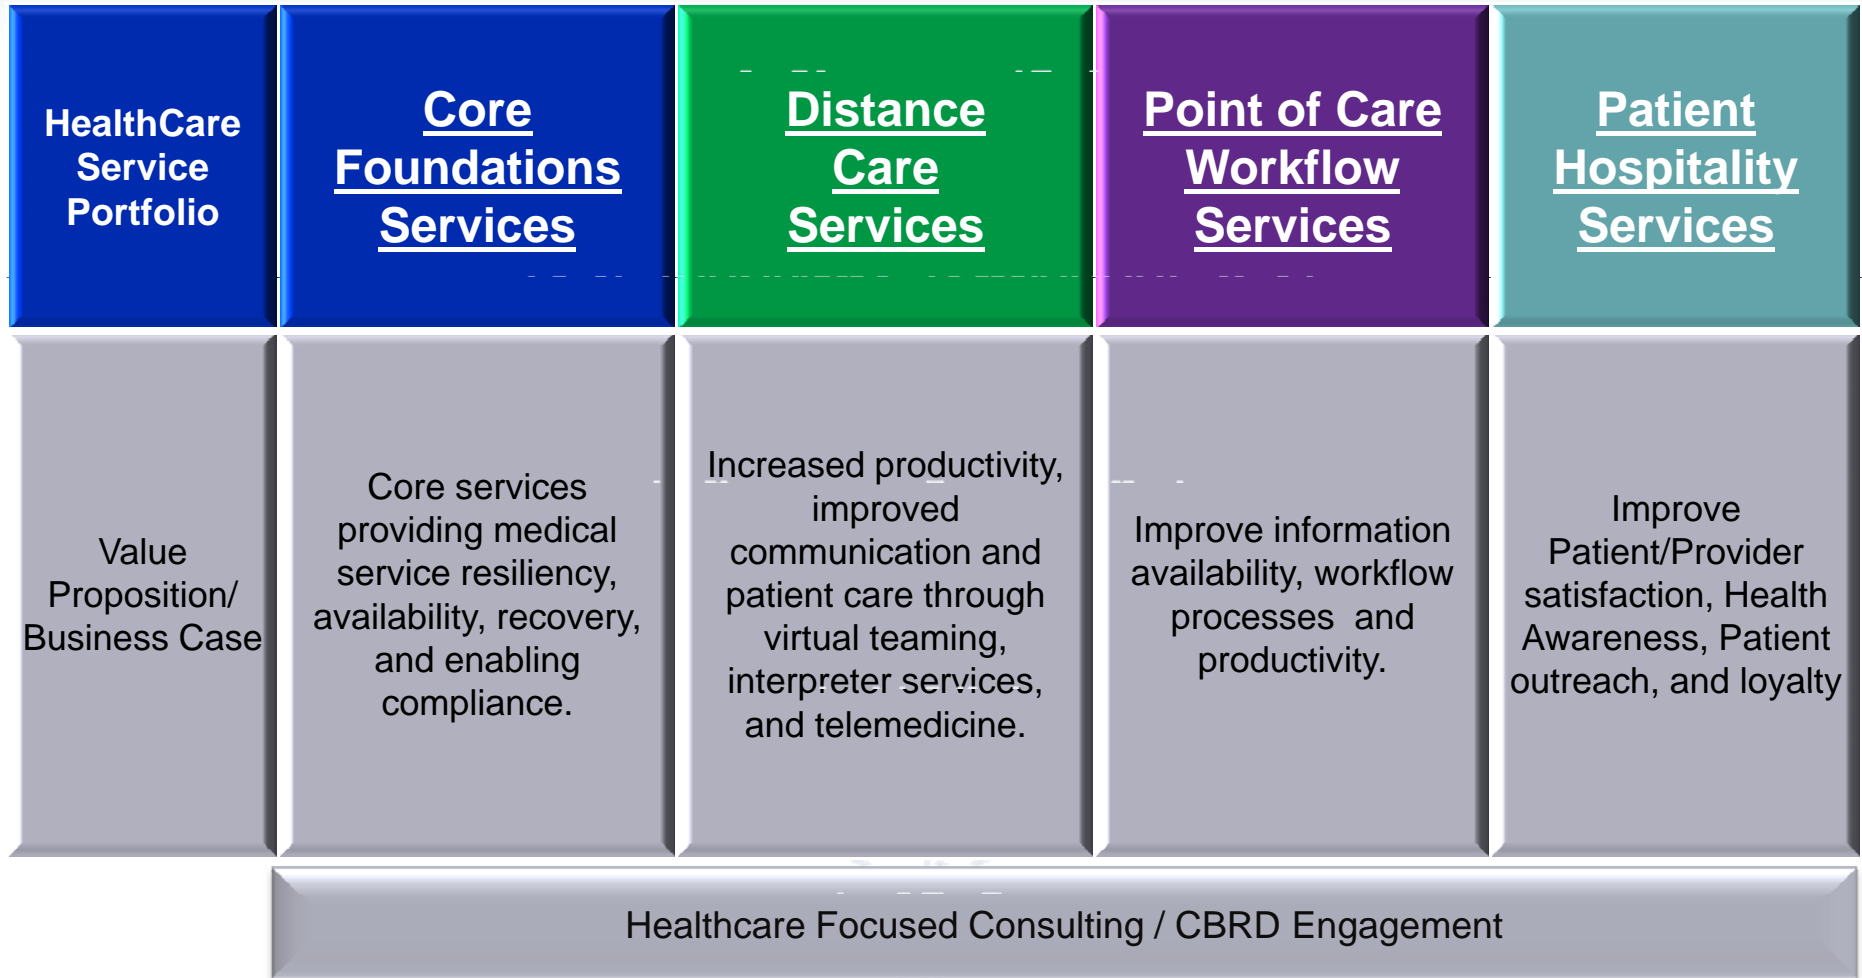 HealthCare
Service
Portfolio
Core
Foundations
Services
Distance
Care
Services
Point of Care
Workflow
Services
Patient
Hospitality
Services
Value
Proposition/
Business Case
Core services
providing medical
service resiliency,
availability, recovery,
and enabling
compliance.
Increased productivity,
improved
communication and
patient care through
virtual teaming,
interpreter services,
and telemedicine.
Improve information
availability, workflow
processes  and
productivity.
Improve
Patient/Provider
satisfaction, Health
Awareness, Patient
outreach, and loyalty
Healthcare Focused Consulting / CBRD Engagement